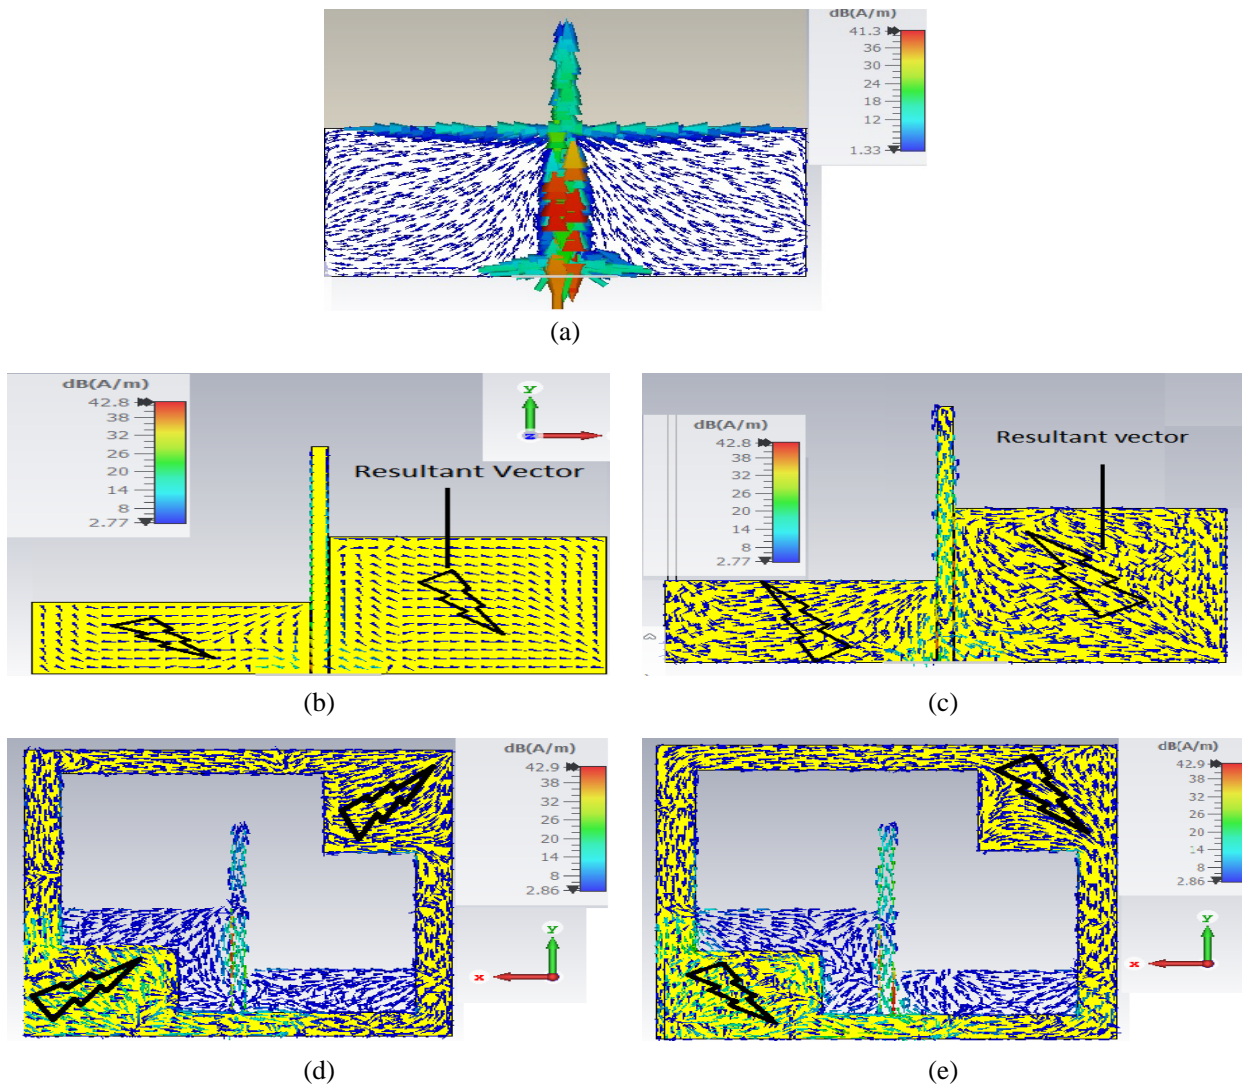 dB(A/m)
41.3
36
30
24
18
12
1.33
(a)
dB(A/m)
42.8
38
32
26
20
14
8
2.77
Y
z
Resultant Vector
(b)
dB(A/m)
42.8
38
32
26
20
14
8
2.77
Resultant vector
(c)
dB(A/m)
42.9
38
32
26
20
14
8
2.86
Y
x
(d)
dB(A/m)
42.9
38
32
26
20
14
8
2.86
Y
x
(e)